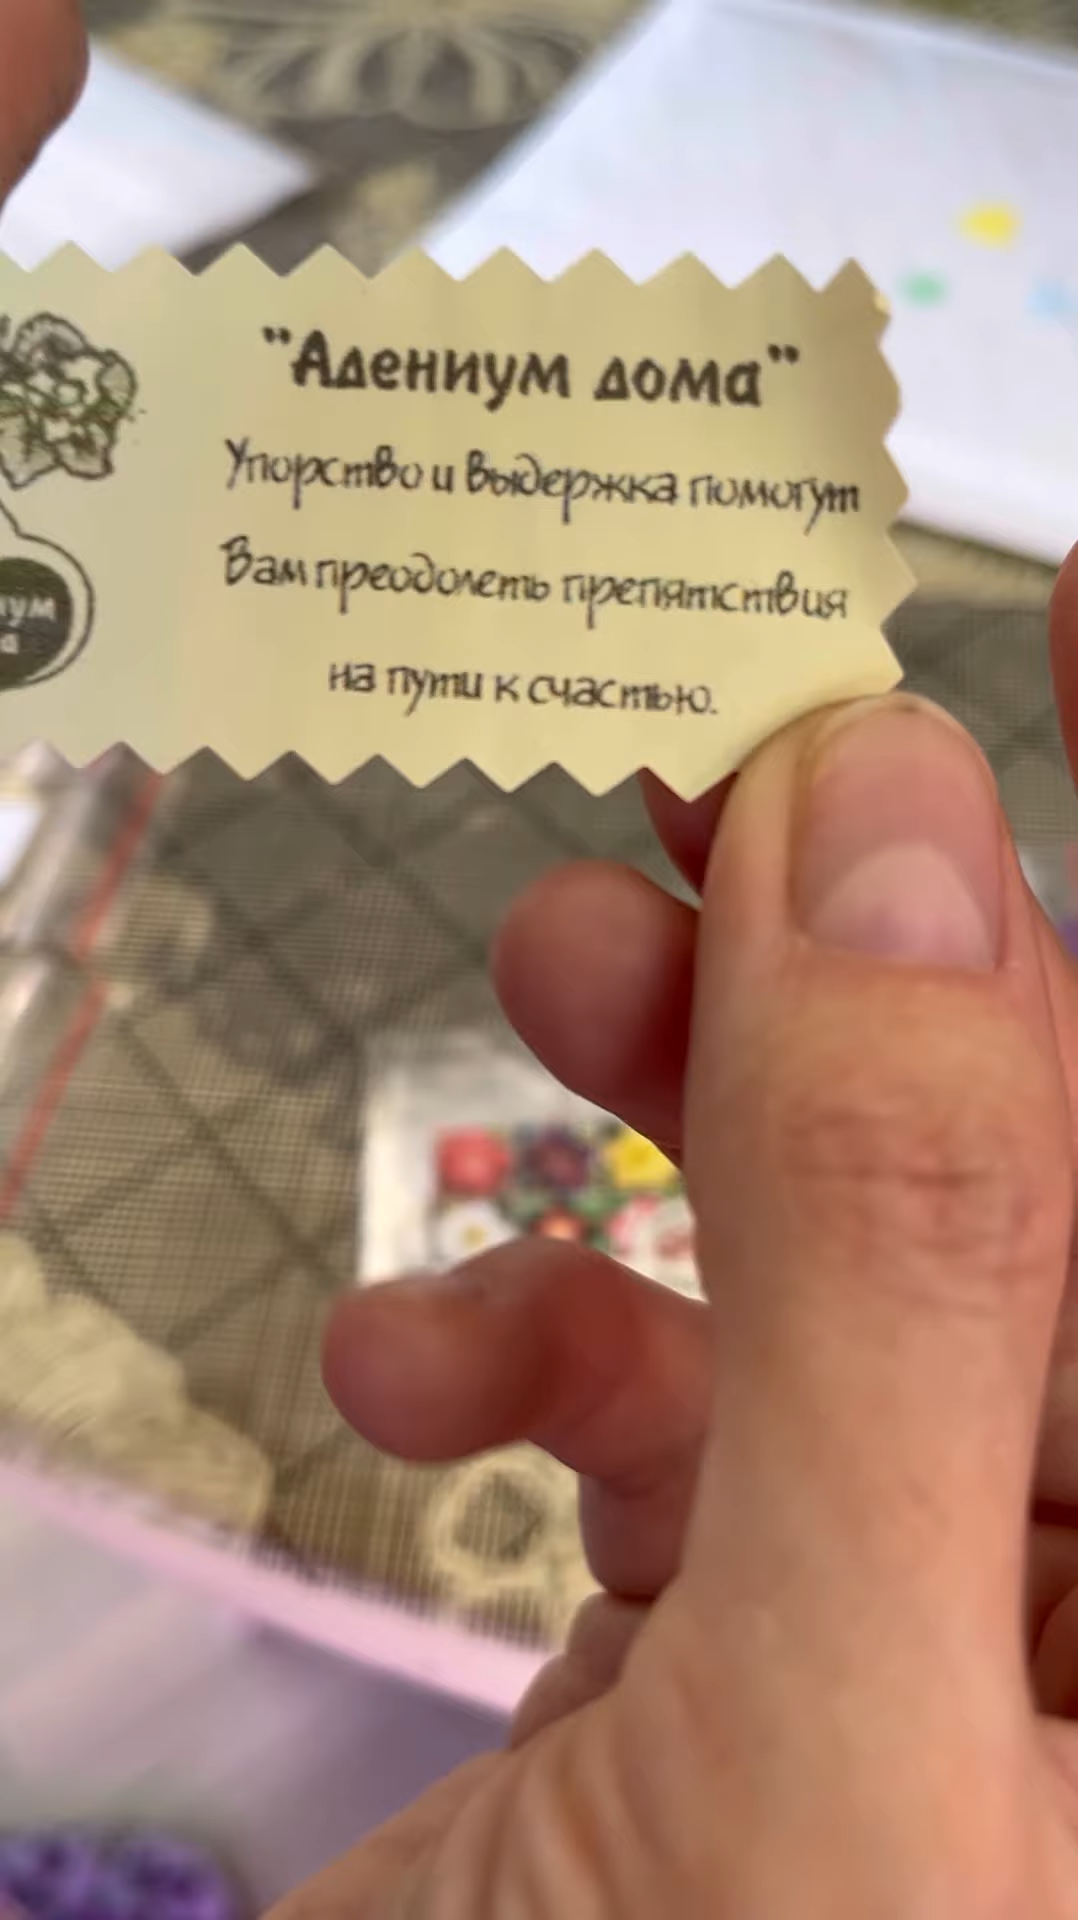 "Адениум дома"
Упорство и выдержка помогут
Вам преодолеть препятствия
на пути к счастью.